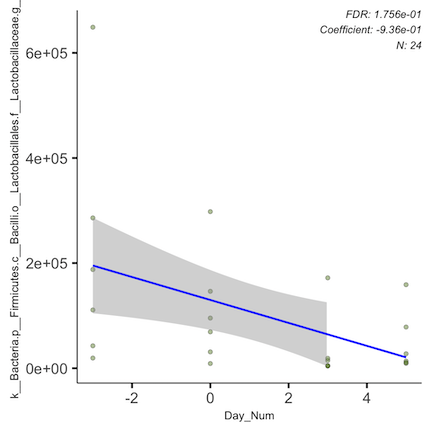 FDR: 1.756e-01
Coefficient: -9.36e-01
N: 24
k__Bacteria.p__Firmicutes.c__Bacilli.o__Lactobacillales.f__Lactobacillaceae.g_
6e+05
4e+05
2e+05
0e+00
-2 0 2 4
Day_Num